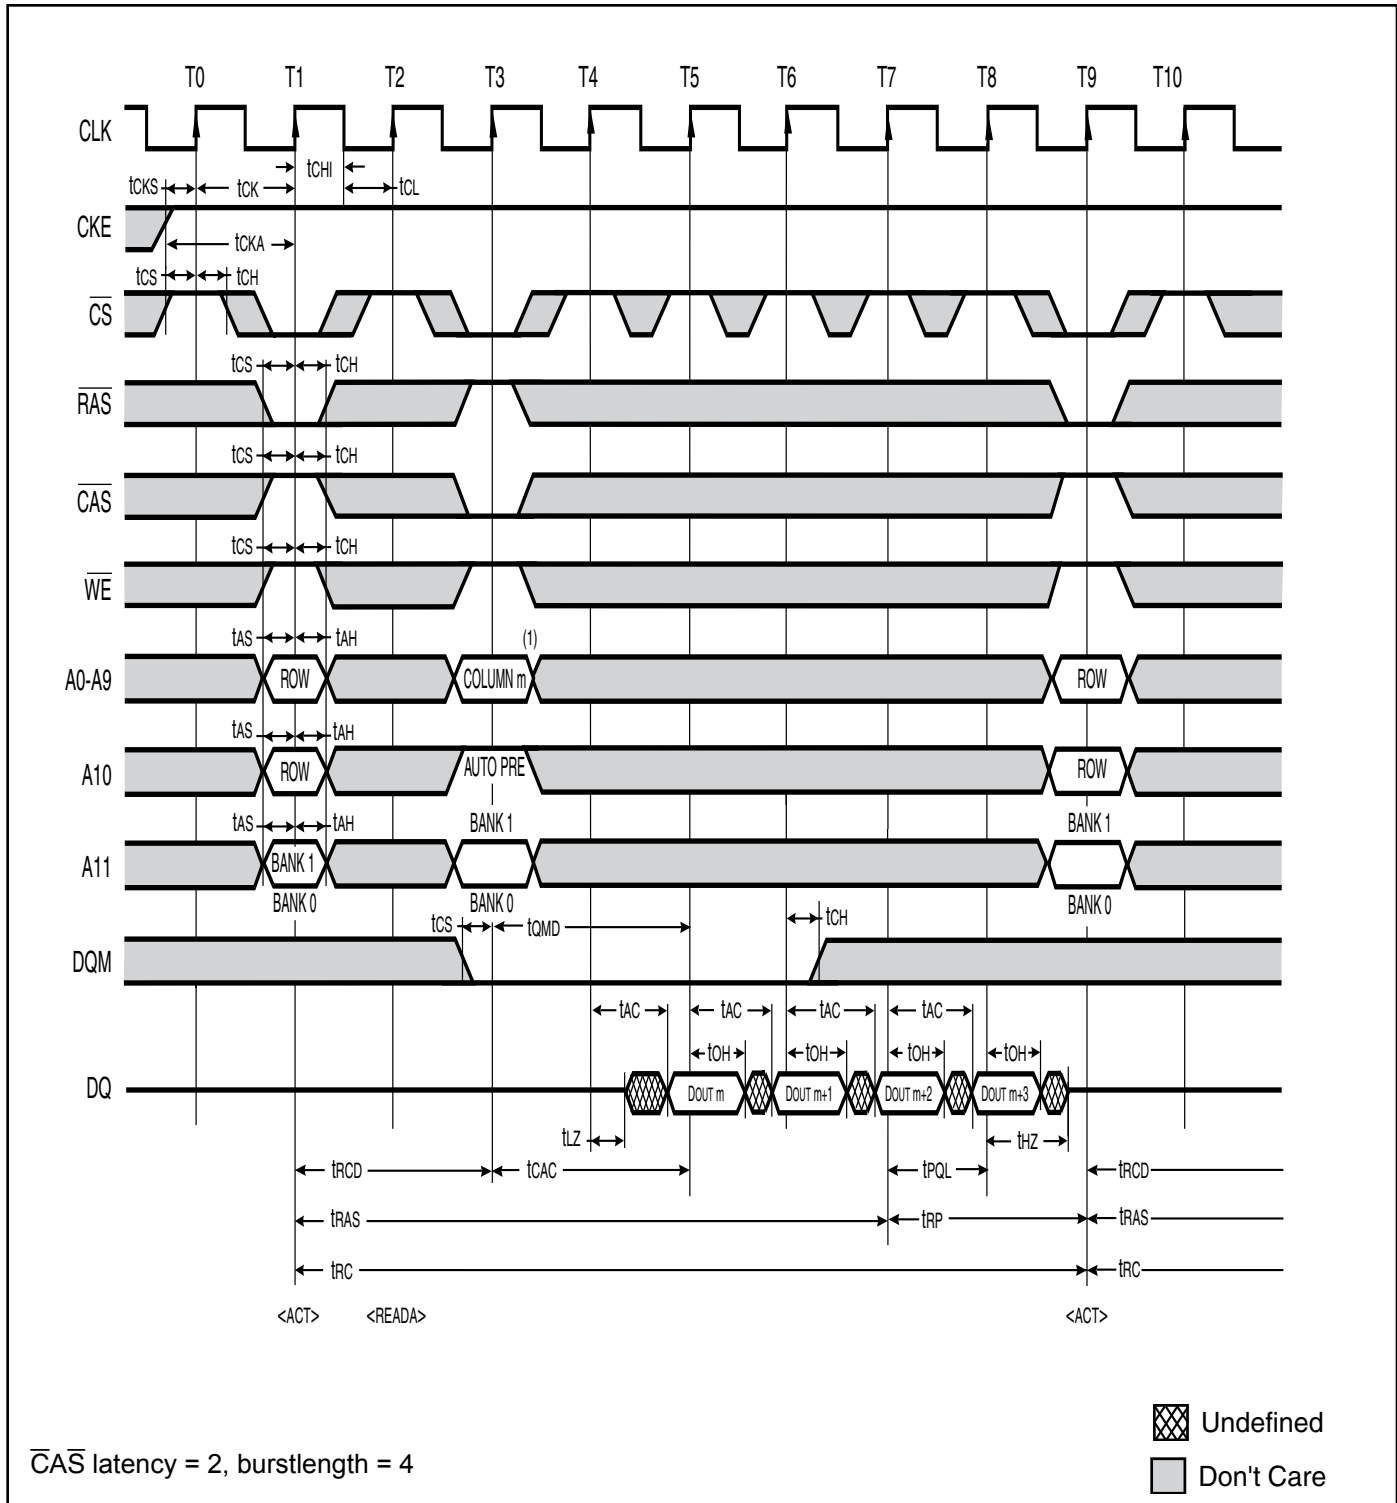 T0 T1 T2 T3 T4 T5 T6 T7 T8 T9 T10
CLK
tCHI
tCKS tCK tCL
CKE
tCKA
tCS tCH
CS
tCS tCH
RAS
tCS tCH
CAS
tCS tCH
WE
tAS tAH (1)
A0-A9 ROW COLUMN m ROW
tAS tAH
A10 ROW AUTO PRE ROW
tAS tAH BANK 1 BANK 1
A11 BANK 1
BANK 0 BANK 0 BANK 0
tCS tQMD tCH
DQM
tAC tAC tAC tAC
tOH tOH tOH tOH
DQ DOUT m DOUT m+1 DOUT m+2 DOUT m+3
tLZ tHZ
tRCD tCAC tPQL tRCD
tRAS tRP tRAS
tRC tRC
<ACT> <READA> <ACT>
Undefined
CAS latency = 2, burstlength = 4
Don't Care